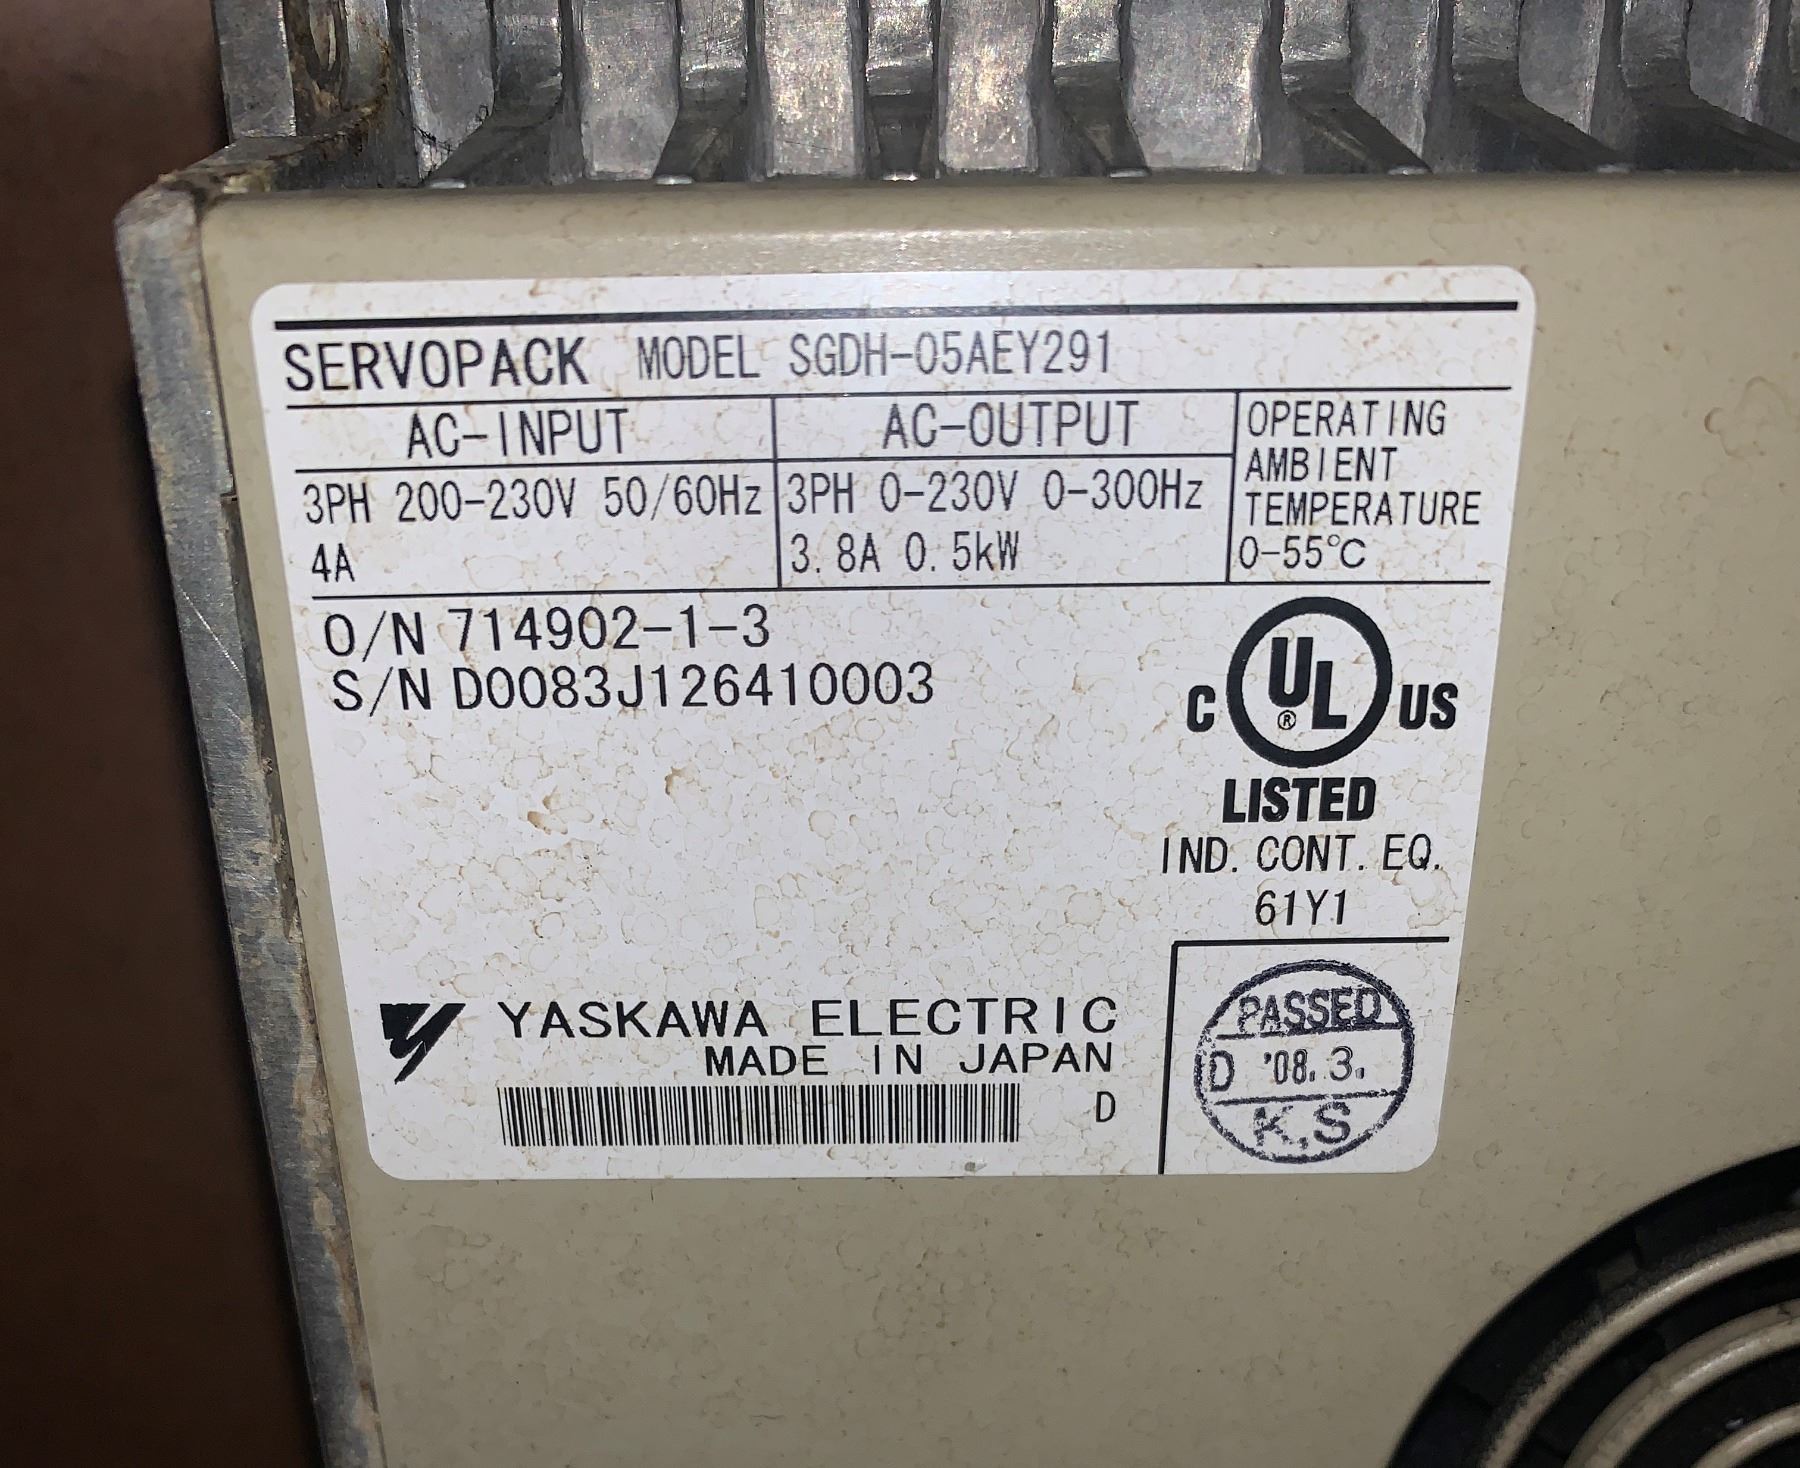 SERVOPACK MODEL SGDH-05AEY291
AC-INPUT AC-OUTPUT OPERATING
AMBIENT
TEMPERATURE
0-55℃
3PH 200-230V 50/60Hz 3PH 0-230V 0-300Hz
4A 3.8A 0.5kW
O/N 714902-1-3
S/N D0083J126410003
C UL ® US
LISTED
IND. CONT. EQ.
61Y1
YASKAWA ELECTRIC
MADE IN JAPAN
D
PASSED
D '08.3.
K.S